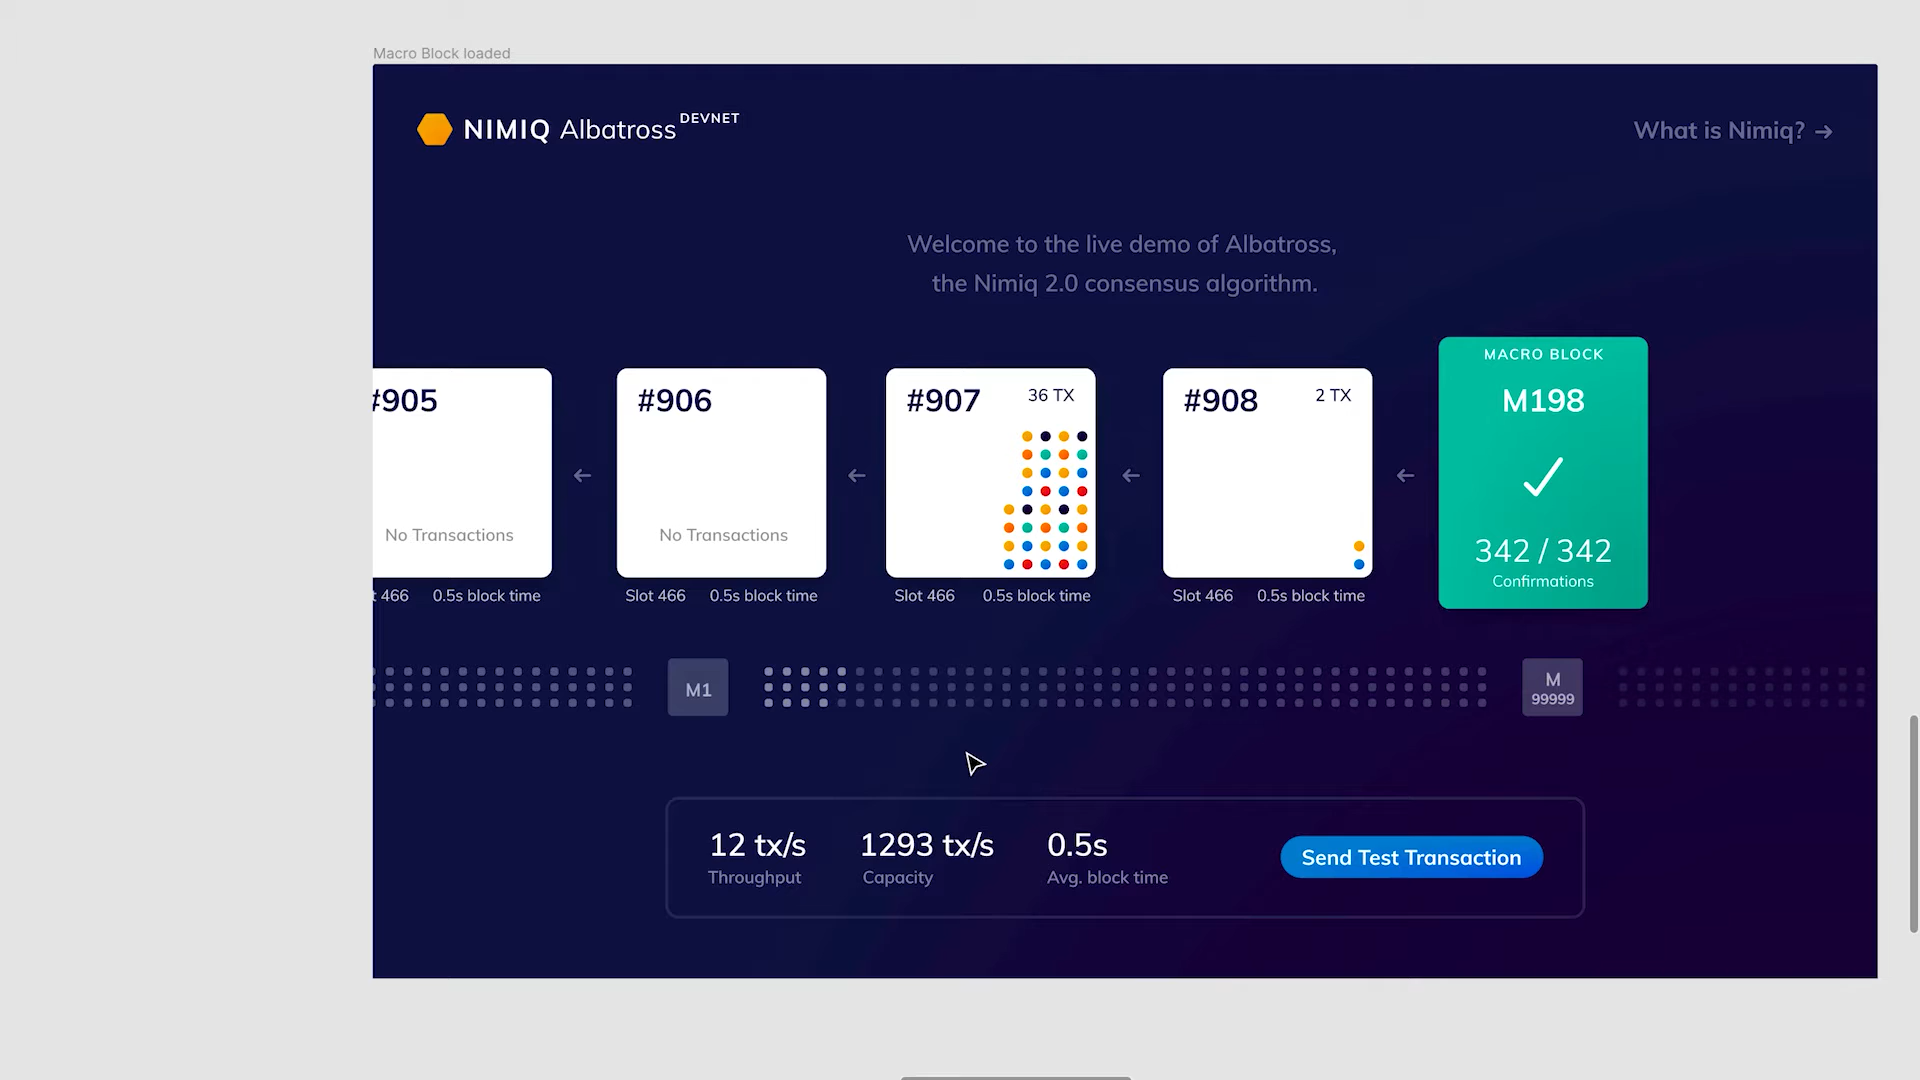 Macro Block loaded
NIMIQ Albatross DEVNET
What is Nimiq? →
Welcome to the live demo of Albatross,
the Nimiq 2.0 consensus algorithm.
#905
No Transactions
t 466 0.5s block time
#906
No Transactions
Slot 466 0.5s block time
#907 36 TX
Slot 466 0.5s block time
#908 2 TX
Slot 466 0.5s block time
MACRO BLOCK
M198
342 / 342
Confirmations
M1
M
99999
12 tx/s
Throughput
1293 tx/s
Capacity
0.5s
Avg. block time
Send Test Transaction